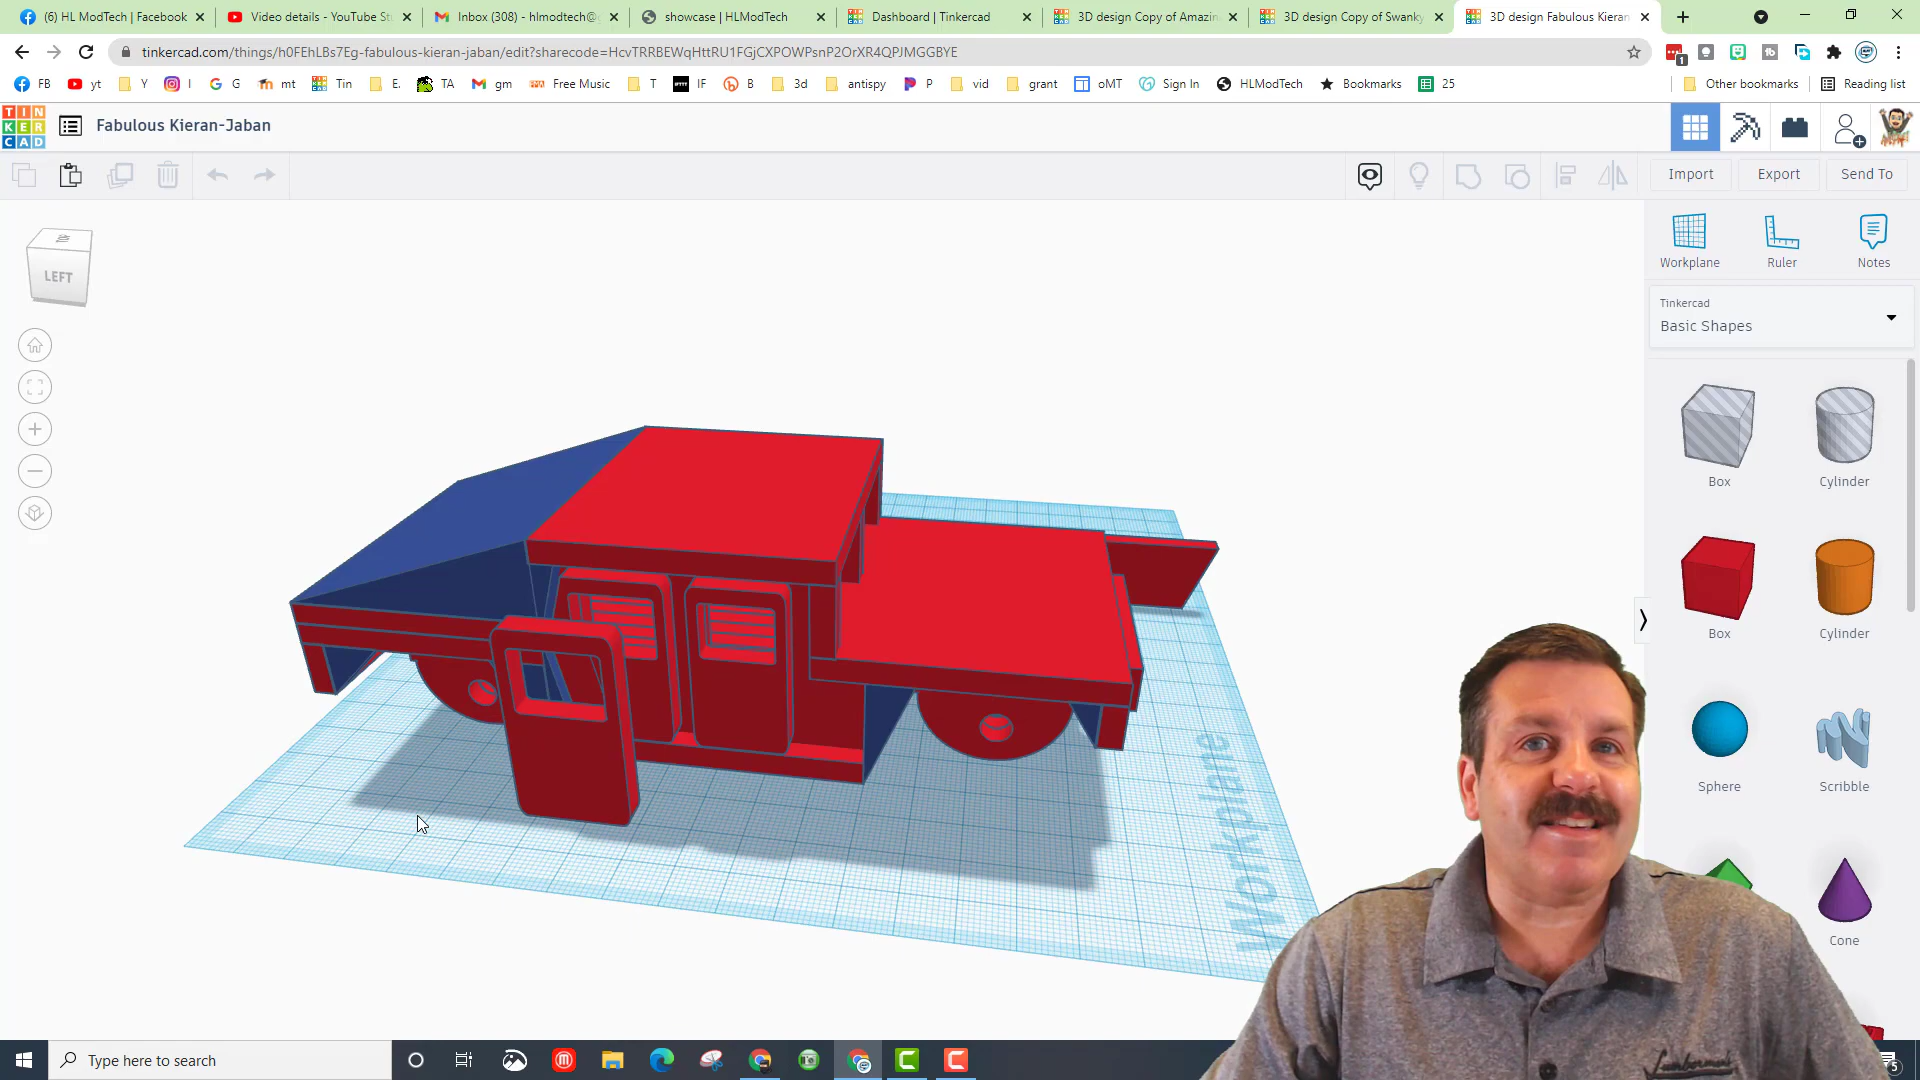 (6) HL ModTech | Facebook
Video details - YouTube St
Inbox (308) - hlmodtech@
showcase | HLModTech
Dashboard | Tinkercad
3D design Copy of Amazin
3D design Copy of Swanky
3D design Fabulous Kieran
tinkercad.com/things/h0FEhLBs7Eg-fabulous-kieran-jaban/edit?sharecode=HcvTRRBEWqHttRU1FGjCXPOWPsnP2OrXR4QPJMGGBYE
1
FB yt Y I G mt Tin E. TA gm Free Music T IF B 3d antispy P vid grant oMT Sign In HLModTech Bookmarks 25 Other bookmarks Reading list
TIN
KER
CAD
Fabulous Kieran-Jaban
Import Export Send To
LEFT
Workplane Ruler Notes
Tinkercad
Basic Shapes
Box Cylinder
Box Cylinder
Sphere Scribble
Cone
Workplane
Type here to search
5